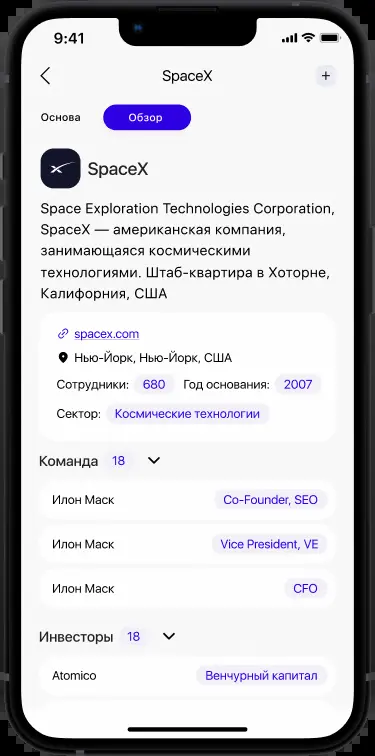 9:41
SpaceX
+
Основа Обзор
SpaceX
Space Exploration Technologies Corporation,
SpaceX — американская компания,
занимающаяся космическими
технологиями. Штаб-квартира в Хоторне,
Калифорния, США
spacex.com
Нью-Йорк, Нью-Йорк, США
Сотрудники: 680 Год основания: 2007
Сектор: Космические технологии
Команда 18
Илон Маск Co-Founder, SEO
Илон Маск Vice President, VE
Илон Маск CFO
Инвесторы 18
Atomico Венчурный капитал